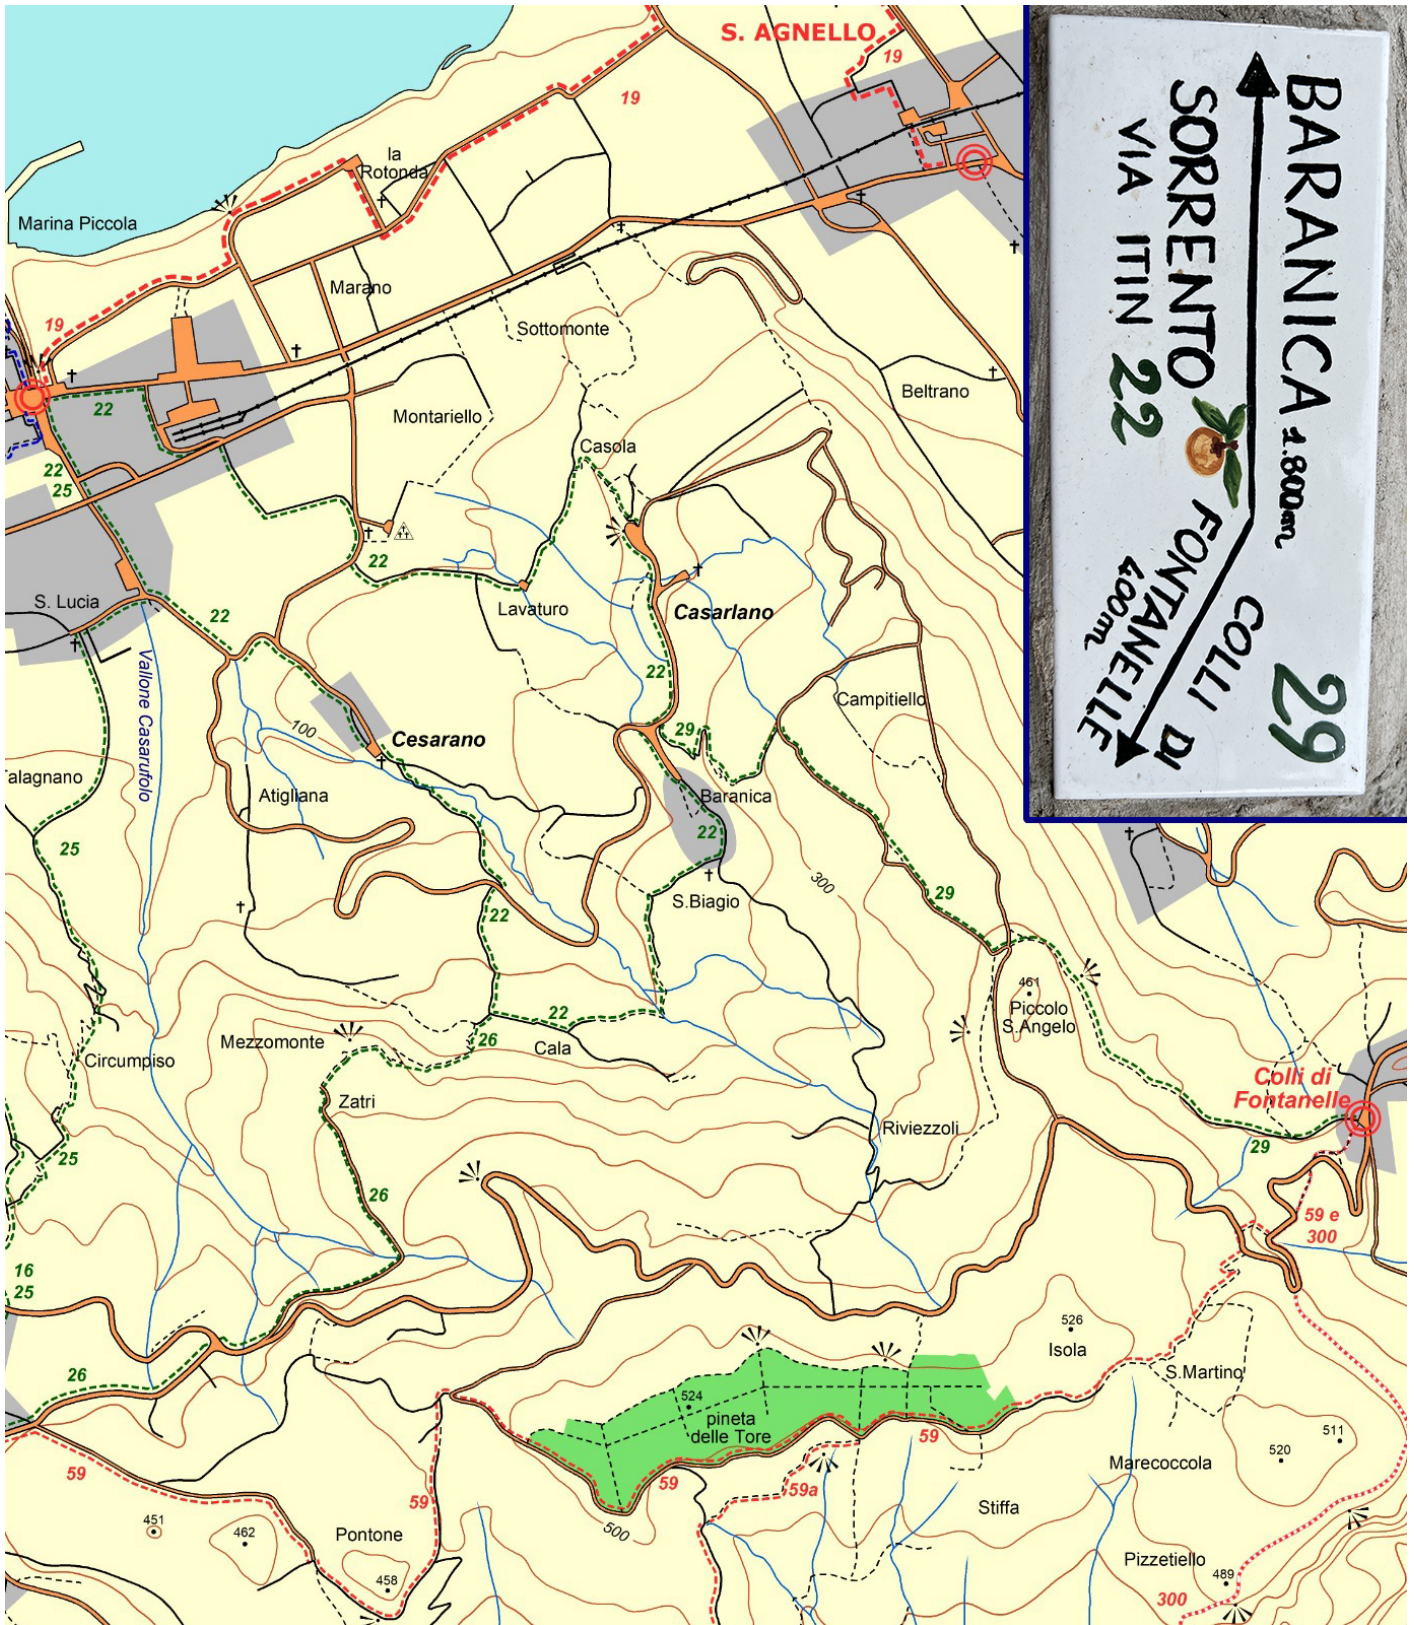 S. AGNELLO
19
19
la
Rotonda
Marina Piccola
Marano
19
Sottomonte
22
Montariello
Beltrano
Casola
22
25
22
S. Lucia
22
Lavaturo
Casarlano
22
Vallone Casarufolo
Campitiello
100
Cesarano
29
alagnano
Atigliana
Baranica
22
25
300
29
22
S.Biagio
461
Piccolo
S.Angelo
22
26
Mezzomonte
Cala
Circumpiso
Colli di
Fontanelle
Zatri
Riviezzoli
25
29
26
59 e
300
16
25
526
Isola
S.Martino
26
524
pineta
delle Tore
59
511
520
59
59
59
59a
Marecoccola
Stiffa
451
462
Pontone
500
Pizzetiello
458
489
300
BARANICA 1.800m
SORRENTO
VIA ITIN 22
29
COLLI DI
FONTANELLE
400m